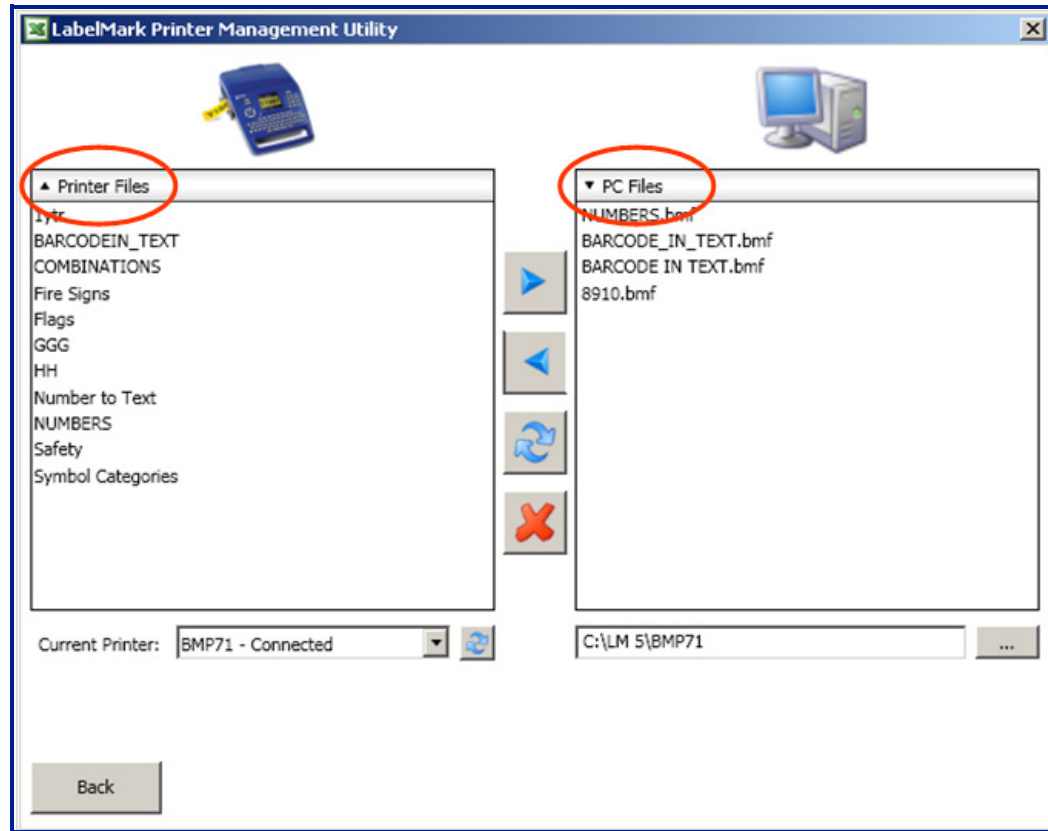 LabelMark Printer Management Utility
▲ Printer Files
BARCODEIN_TEXT
COMBINATIONS
Fire Signs
Flags
GGG
HH
Number to Text
NUMBERS
Safety
Symbol Categories
▼ PC Files
NUMBERS.bmf
BARCODE_IN_TEXT.bmf
BARCODE IN TEXT.bmf
8910.bmf
Current Printer: BMP71 - Connected
C:\LM 5\BMP71
...
Back